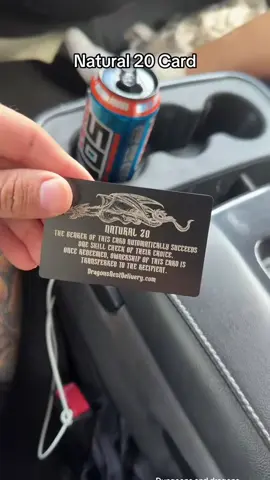 Natural 20 Card
NATURAL 20
THE BEARER OF THIS CARD AUTOMATICALLY SUCCEEDS
ONE SKILL CHECK OF THEIR CHOICE.
ONCE REDEEMED, OWNERSHIP OF THIS CARD IS
TRANSFERRED TO THE RECIPIENT.
DragonsBestDelivery.com